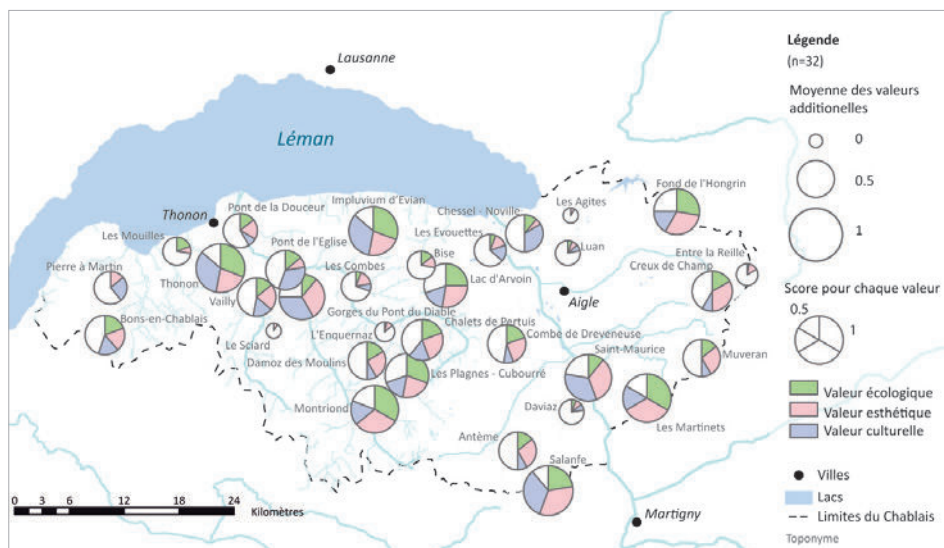 Lausanne
Léman
Thonon
Aigle
Martigny
Les Mouilles
Pont de la Douceur
Impluvium d'Evian
Chessel - Noville
Les Agites
Fond de l'Hongrin
Pierre à Martin
Thonon
Pont de l'Eglise
Les Combes
Bise
Les Evouettes
Luan
Entre la Reille
Creux de Champ
Vailly
Lac d'Arvoin
Bons-en-Chablais
Le Sclard
Gorges du Pont du Diable
L'Enquernaz
Chalets de Pertuis
Combe de Dreveneuse
Damoz des Moulins
Les Plagnes - Cubourré
Saint-Maurice
Muveran
Montriond
Daviaz
Les Martinets
Antème
Salanfe
0 3 6 12 18 24
Kilomètres
Légende
(n=32)
Moyenne des valeurs
additionelles
0
0.5
1
Score pour chaque valeur
0.5
1
Valeur écologique
Valeur esthétique
Valeur culturelle
Villes
Lacs
Limites du Chablais
Toponyme